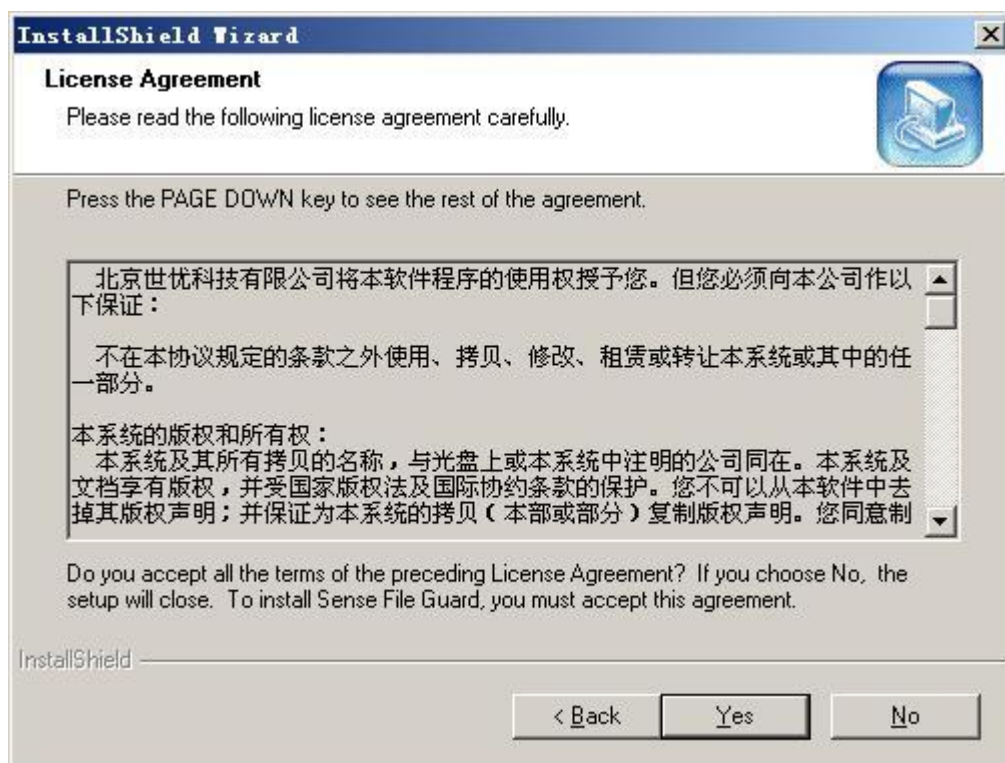 InstallShield Wizard
License Agreement
Please read the following license agreement carefully.
Press the PAGE DOWN key to see the rest of the agreement.
北京世优科技有限公司将本软件程序的使用权授予您。但您必须向本公司作以
下保证：
不在本协议规定的条款之外使用、拷贝、修改、租赁或转让本系统或其中的任
一部分。
本系统的版权和所有权：
本系统及其所有拷贝的名称，与光盘上或本系统中注明的公司同在。本系统及
文档享有版权，并受国家版权法及国际协约条款的保护。您不可以从本软件中去
掉其版权声明；并保证为本系统的拷贝（本部或部分）复制版权声明。您同意制
Do you accept all the terms of the preceding License Agreement? If you choose No, the
setup will close. To install Sense File Guard, you must accept this agreement.
InstallShield
< Back Yes No